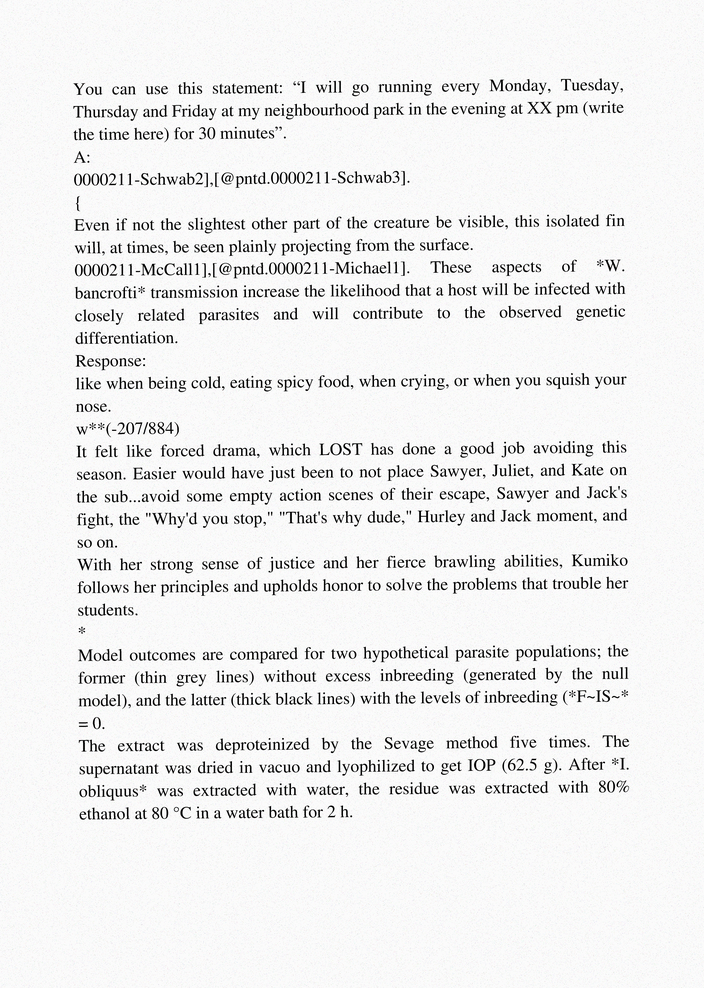 You can use this statement: “I will go running every Monday, Tuesday,
Thursday and Friday at my neighbourhood park in the evening at XX pm (write
the time here) for 30 minutes”.
A:
0000211-Schwab2],[@pntd.0000211-Schwab3].
{
Even if not the slightest other part of the creature be visible, this isolated fin
will, at times, be seen plainly projecting from the surface.
0000211-McCall1],[@pntd.0000211-Michael1]. These aspects of *W.
bancrofti* transmission increase the likelihood that a host will be infected with
closely related parasites and will contribute to the observed genetic
differentiation.
Response:
like when being cold, eating spicy food, when crying, or when you squish your
nose.
w**(-207/884)
It felt like forced drama, which LOST has done a good job avoiding this
season. Easier would have just been to not place Sawyer, Juliet, and Kate on
the sub...avoid some empty action scenes of their escape, Sawyer and Jack's
fight, the "Why'd you stop," "That's why dude," Hurley and Jack moment, and
so on.
With her strong sense of justice and her fierce brawling abilities, Kumiko
follows her principles and upholds honor to solve the problems that trouble her
students.
*
Model outcomes are compared for two hypothetical parasite populations; the
former (thin grey lines) without excess inbreeding (generated by the null
model), and the latter (thick black lines) with the levels of inbreeding (*F~IS~*
= 0.
The extract was deproteinized by the Sevage method five times. The
supernatant was dried in vacuo and lyophilized to get IOP (62.5 g). After *I.
obliquus* was extracted with water, the residue was extracted with 80%
ethanol at 80 °C in a water bath for 2 h.